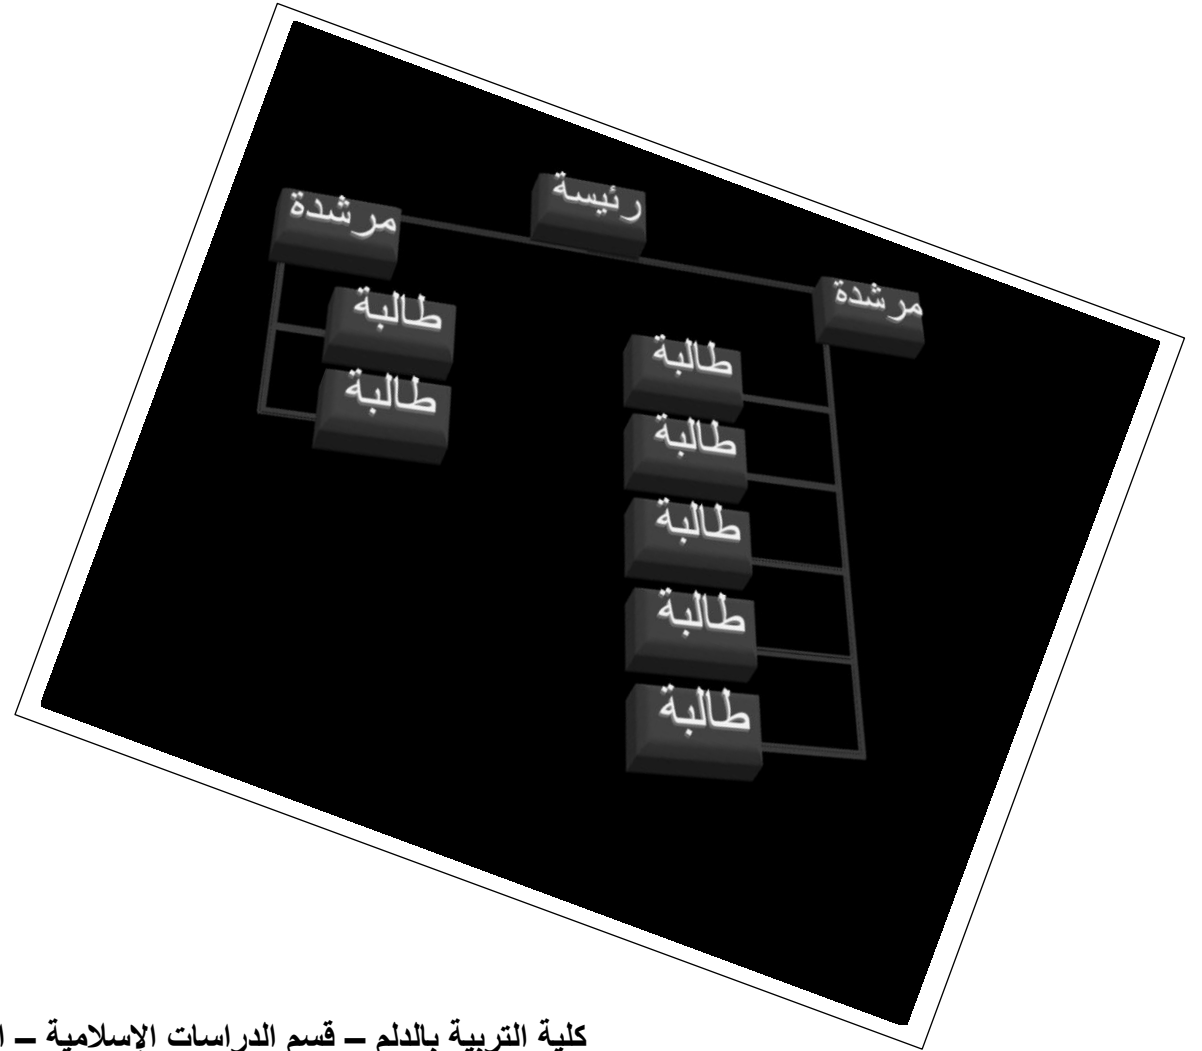 رئيسة
مرشدة
مرشدة
طالبة
طالبة
طالبة
طالبة
طالبة
طالبة
طالبة
كلية التربية بالدلم – قسم الدراسات الإسلامية –